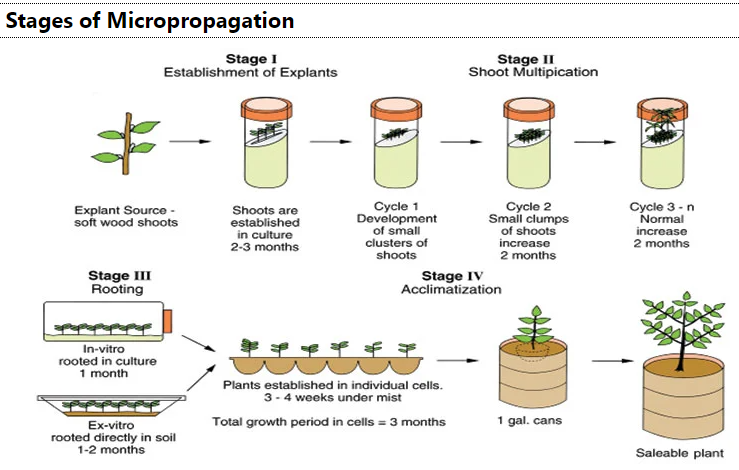 Stages of Micropropagation
Stage I
Establishment of Explants
Stage II
Shoot Multipication
Explant Source -
soft wood shoots
Shoots are
established
in culture
2-3 months
Cycle 1
Development
of small
clusters of
shoots
Cycle 2
Small clumps
of shoots
increase
2 months
Cycle 3 - n
Normal
increase
2 months
Stage III
Rooting
Stage IV
Acclimatization
In-vitro
rooted in culture
1 month
Ex-vitro
rooted directly in soil
1-2 months
Plants established in individual cells.
3 - 4 weeks under mist
Total growth period in cells = 3 months
1 gal. cans
Saleable plant